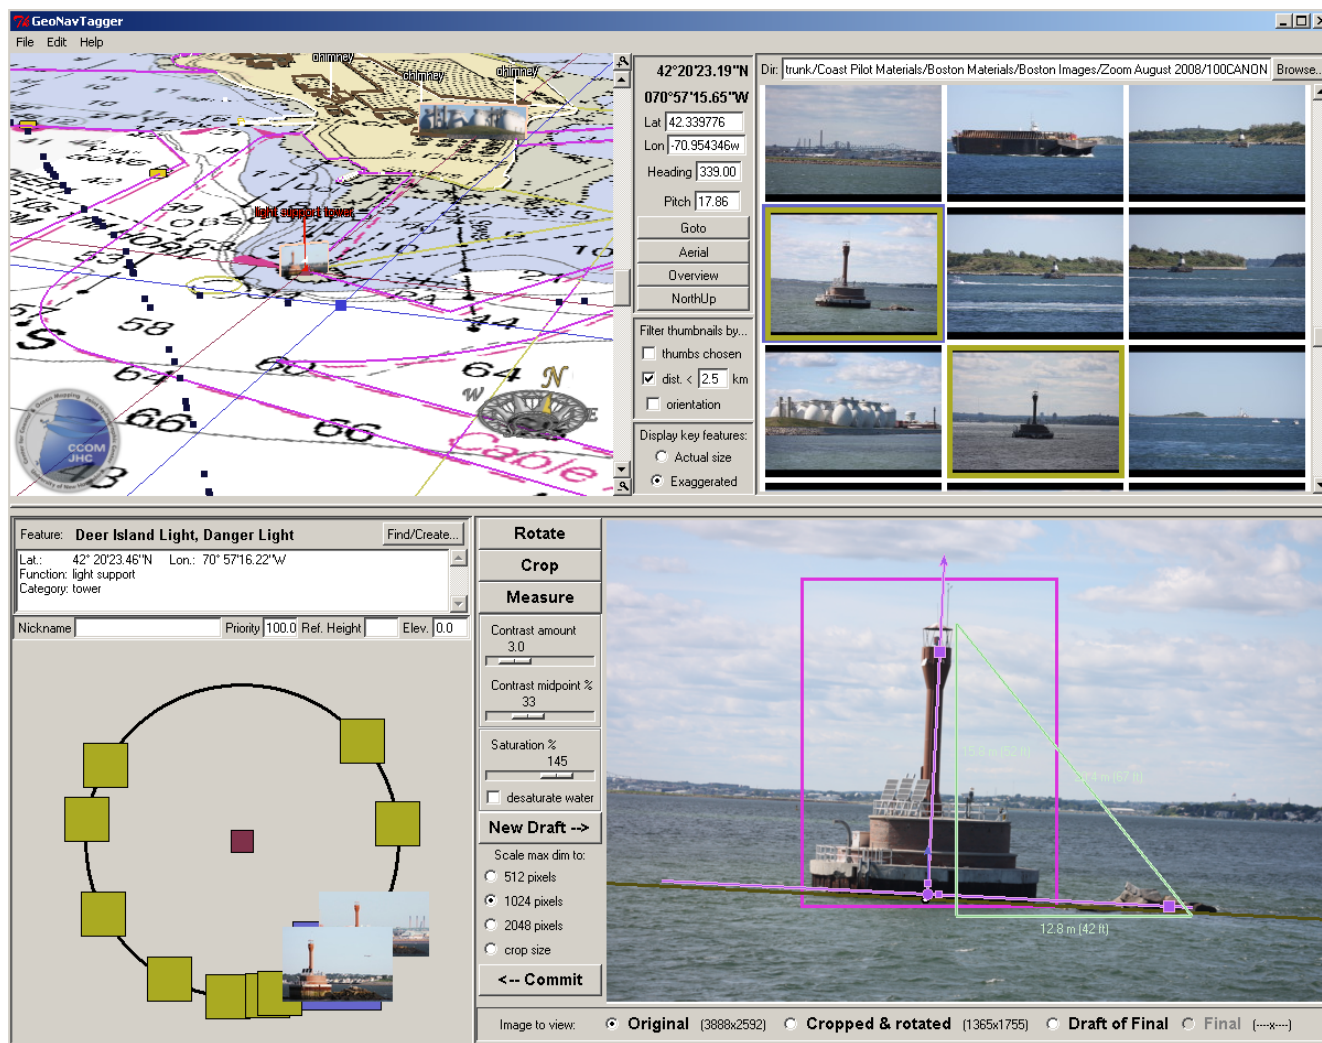 GeoNavTagger
File Edit Help
chimney
chimney
chimney
light support tower
58
60
64
64
66
66
Cable
W N E
CCOM
JHC
42°20'23.19"N
070°57'15.65"W
Lat 42.339776
Lon -70.954346w
Heading 339.00
Pitch 17.86
Goto
Aerial
Overview
NorthUp
Filter thumbnails by...
thumbs chosen
dist. < 2.5 km
orientation
Display key features:
Actual size
Exaggerated
Dir: trunk/Coast Pilot Materials/Boston Materials/Boston Images/Zoom August 2008/100CANON Browse...
Feature: Deer Island Light, Danger Light Find/Create...
Lat.: 42° 20'23.46"N Lon.: 70° 57'16.22"W
Function: light support
Category: tower
Nickname Priority 100.0 Ref. Height Elev. 0.0
Rotate
Crop
Measure
Contrast amount
3.0
Contrast midpoint %
33
Saturation %
145
desaturate water
New Draft -->
Scale max dim to:
512 pixels
1024 pixels
2048 pixels
crop size
<-- Commit
12.8 m (42 ft)
Image to view: Original (3888x2592) Cropped & rotated (1365x1755) Draft of Final Final (----x----)